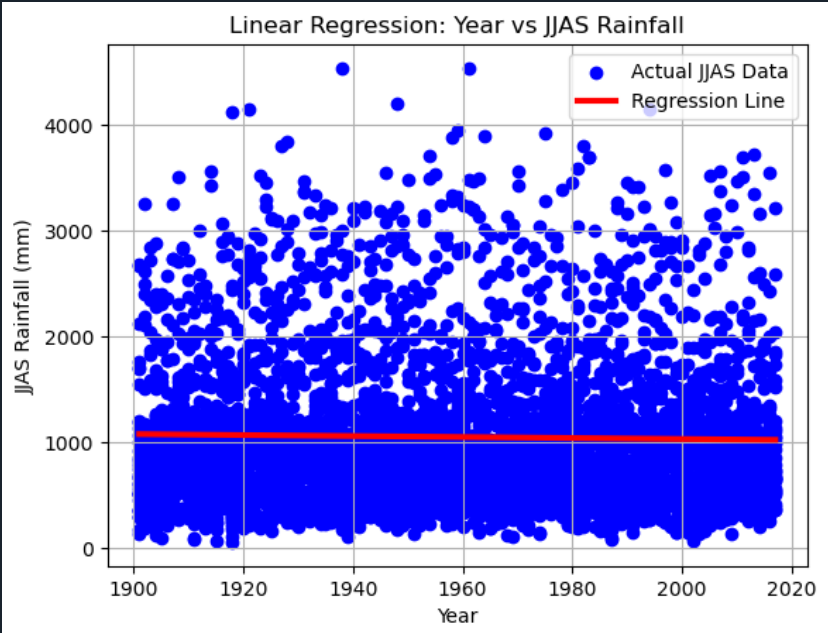 Linear Regression: Year vs JJAS Rainfall
Actual JJAS Data
Regression Line
JJAS Rainfall (mm)
4000
3000
2000
1000
0
1900 1920 1940 1960 1980 2000 2020
Year